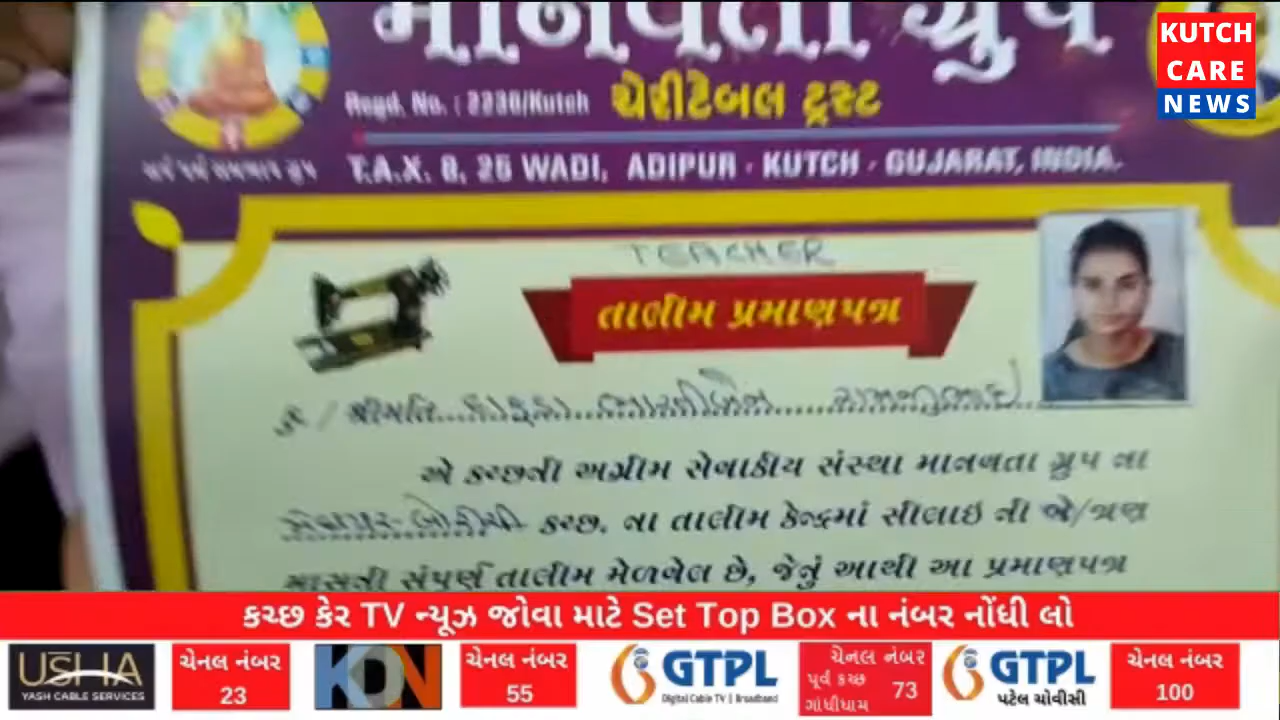 માનવતા ગ્રુપ
KUTCH
CARE
NEWS
Regd. No. : 2236/Kutch ચેરીટેબલ ટ્રસ્ટ
T.A.X. 8, 25 WADI, ADIPUR - KUTCH - GUJARAT, INDIA.
TEACHER
તાલીમ પ્રમાણપત્ર
કુ / શ્રીમતિ
એ કચ્છની અગ્રીમ સેવાકીય સંસ્થા માનવતા ગ્રુપ ના
કચ્છ. ના તાલીમ કેન્દ્રમાં સીલાઇ ની બે/ત્રણ
માસની સંપુર્ણ તાલીમ મેળવેલ છે, જેનું આથી આ પ્રમાણપત્ર
કચ્છ કેર TV ન્યૂઝ જોવા માટે Set Top Box ના નંબર નોંધી લો
USHA
YASH CABLE SERVICES
ચેનલ નંબર
23
KDN
ચેનલ નંબર
55
GTPL
Digital Cable TV | Broadband
ચેનલ નંબર
પૂર્વ કચ્છ
ગાંધીધામ
73
GTPL
પટેલ ચોવીસી
ચેનલ નંબર
100